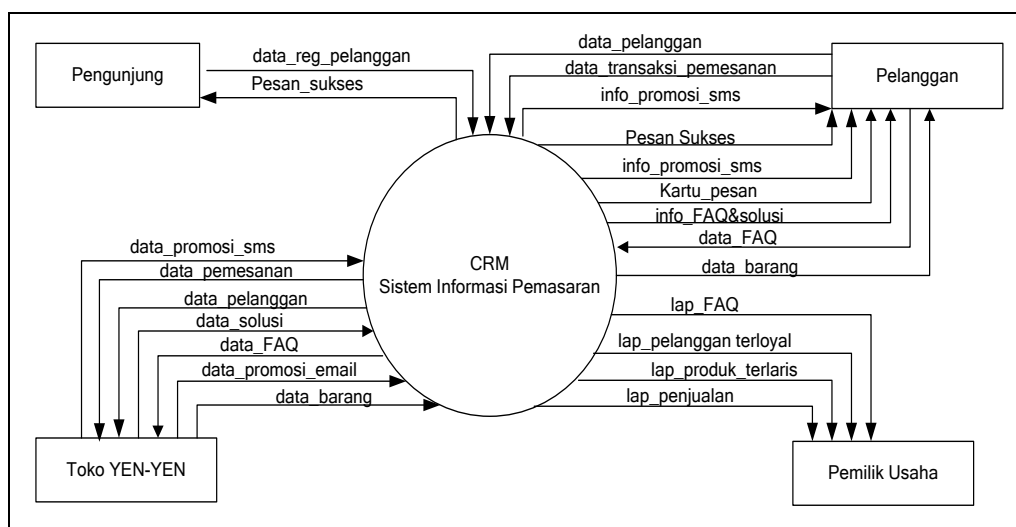 Pengunjung
data_reg_pelanggan
Pesan_sukses
data_pelanggan
data_transaksi_pemesanan
info_promosi_sms
Pesan Sukses
info_promosi_sms
Kartu_pesan
info_FAQ&solusi
data_FAQ
data_barang
Pelanggan
CRM
Sistem Informasi Pemasaran
data_promosi_sms
data_pemesanan
data_pelanggan
data_solusi
data_FAQ
data_promosi_email
data_barang
Toko YEN-YEN
lap_FAQ
lap_pelanggan terloyal
lap_produk_terlaris
lap_penjualan
Pemilik Usaha